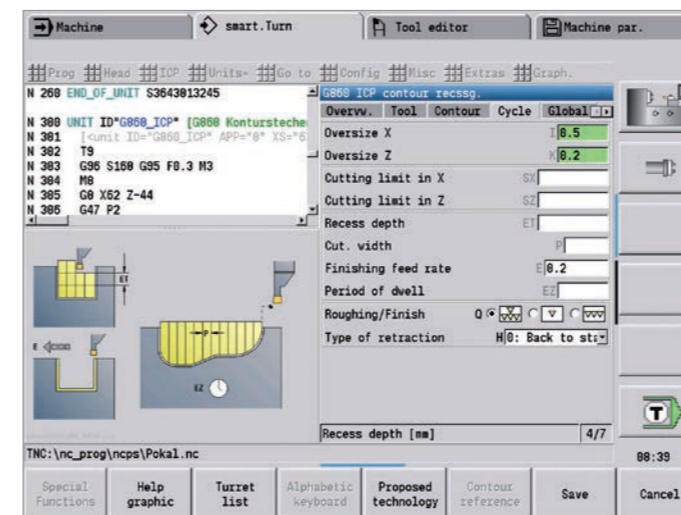 Machine
smart.Turn
Tool editor
Machine par.
Prog Head ICP Units- Go to Config Misc Extras Graph.
N 260 END_OF_UNIT S3643013245
N 300 UNIT ID"G860_ICP" [G860 Konturstechen
N 301 [<unit ID="G860_ICP" APP="0" XS="6
N 302 T9
N 303 G96 S160 G95 F0.3 M3
N 304 M8
N 305 G0 X62 Z-44
N 306 G47 P2
G860 ICP contour recssg.
Overvw. Tool Contour Cycle Global
Oversize X I 0.5
Oversize Z K 0.2
Cutting limit in X SX
Cutting limit in Z SZ
Recess depth ET
Cut. width P
Finishing feed rate E 0.2
Period of dwell EZ
Roughing/Finish Q
Type of retraction H 0: Back to sta
ET
E
P
EZ
T
Recess depth [mm] 4/7
TNC:\nc_prog\ncps\Pokal.nc
08:39
Special Functions
Help graphic
Turret list
Alphabetic keyboard
Proposed technology
Contour reference
Save
Cancel